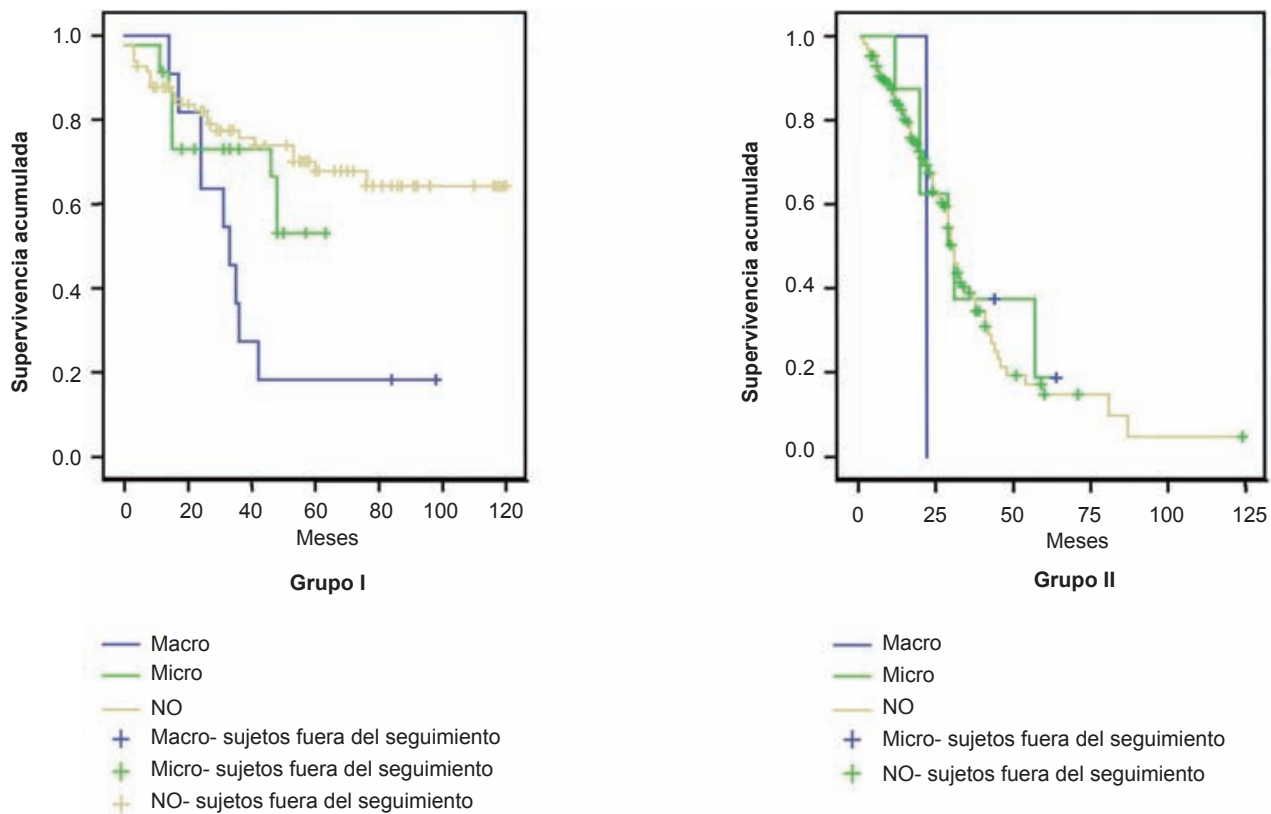 Supervivencia acumulada
1.0
0.8
0.6
0.4
0.2
0.0
0 20 40 60 80 100 120
Meses
Grupo I
Macro
Micro
NO
Macro- sujetos fuera del seguimiento
Micro- sujetos fuera del seguimiento
NO- sujetos fuera del seguimiento
Supervivencia acumulada
1.0
0.8
0.6
0.4
0.2
0.0
0 25 50 75 100 125
Meses
Grupo II
Macro
Micro
NO
Micro- sujetos fuera del seguimiento
NO- sujetos fuera del seguimiento